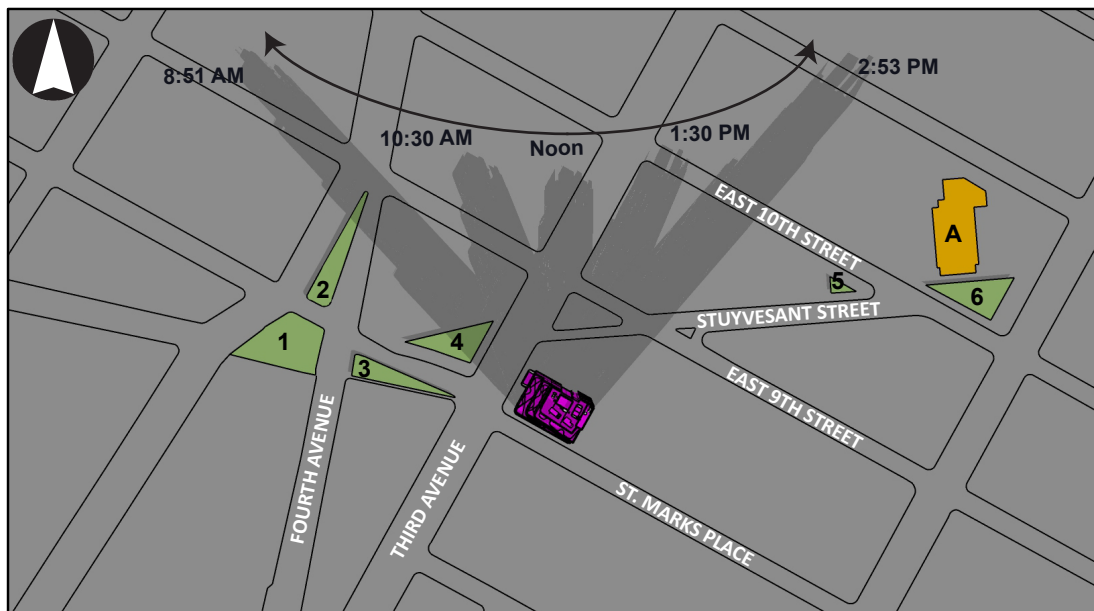 8:51 AM
2:53 PM
10:30 AM
Noon
1:30 PM
EAST 10TH STREET
A
5
6
2
STUYVESANT STREET
1
4
3
EAST 9TH STREET
FOURTH AVENUE
THIRD AVENUE
ST. MARKS PLACE